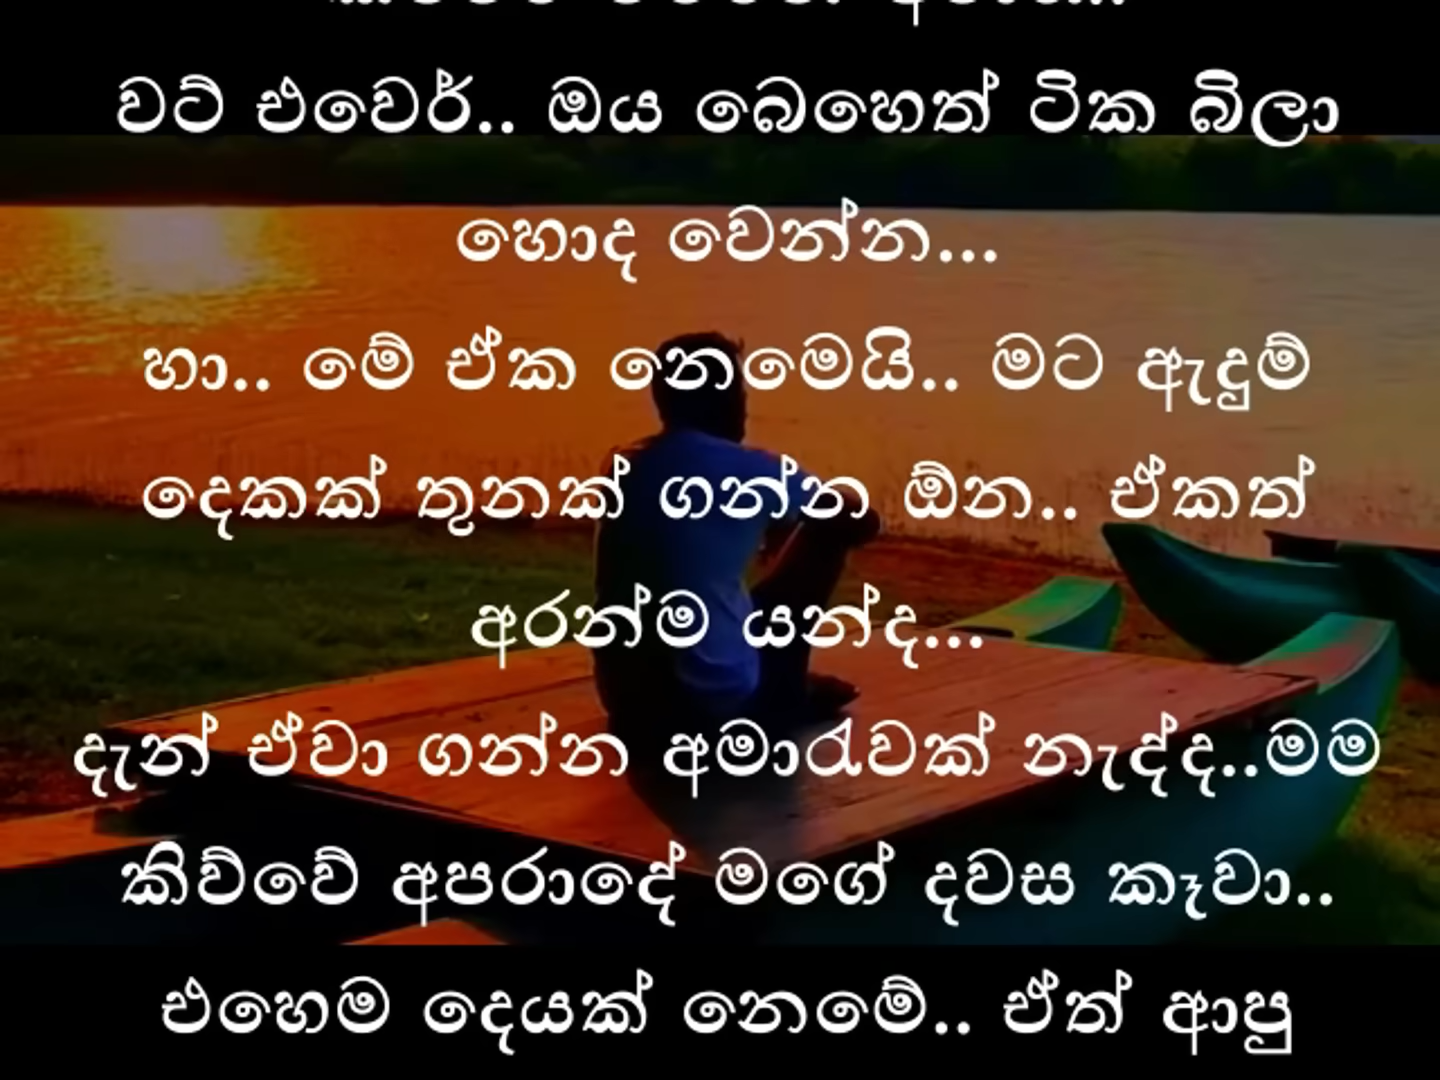 වට් එවෙර්.. ඔය බෙහෙත් ටික බිලා
හොද වෙන්න...
හා.. මේ ඒක නෙමෙයි.. මට ඇදුම්
දෙකක් තුනක් ගන්න ඕන.. ඒකත්
අරන්ම යන්ද...
දැන් ඒවා ගන්න අමාරැවක් නැද්ද..මම
කිව්වේ අපරාදේ මගේ දවස කෑවා..
එහෙම දෙයක් නෙමේ.. ඒත් ආපු